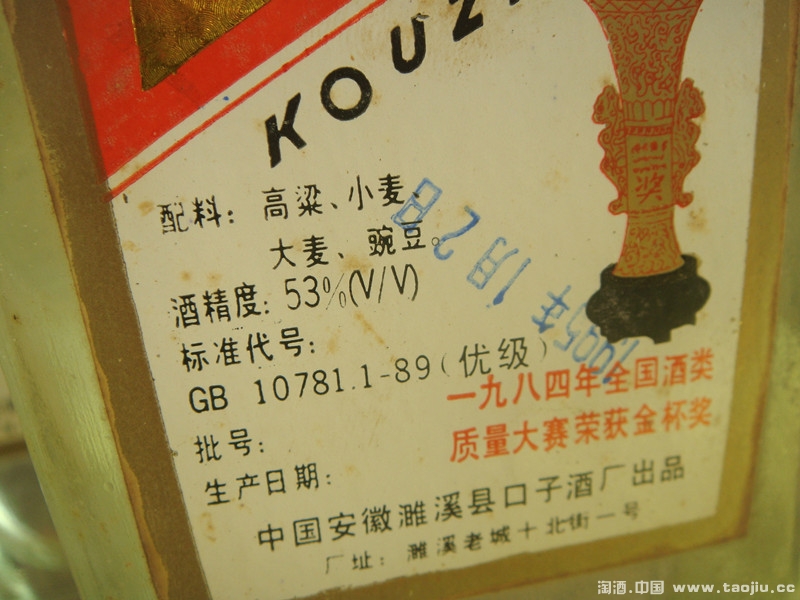 KOUZ
配料：高粱、小麦、
大麦、豌豆。
酒精度：53%(V/V)
标准代号：
GB 10781.1-89（优级）
1995年1月2日
一九八四年全国酒类
质量大赛荣获金杯奖
批号：
生产日期：
中国安徽濉溪县口子酒厂出品
厂址：濉溪老城十北街一号
奖
淘酒.中国 www.taojiu.cc